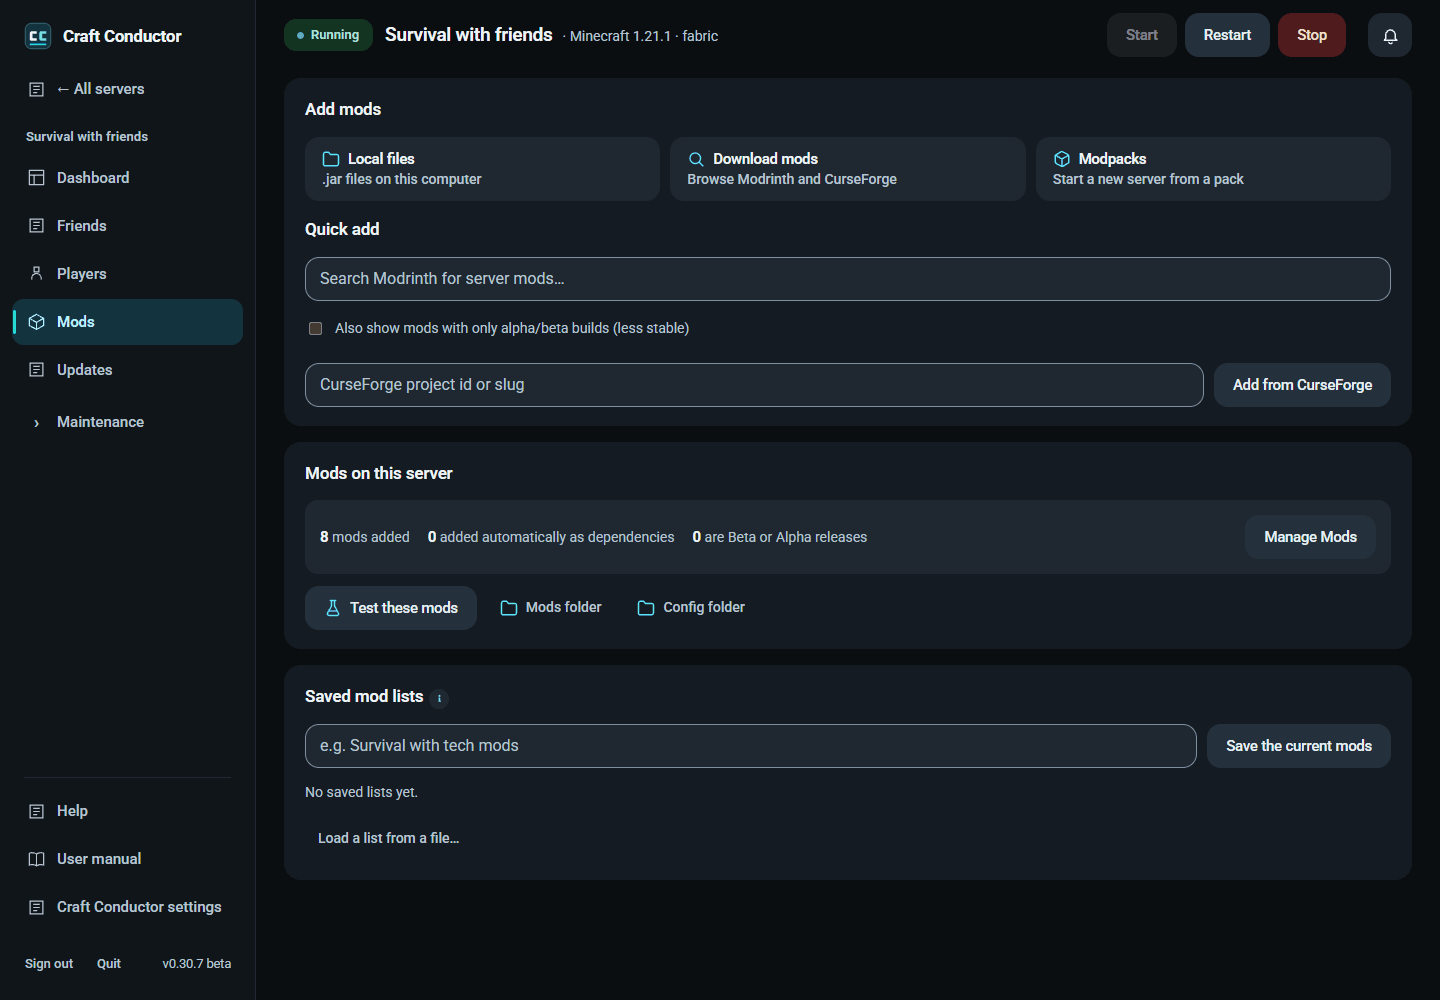 Craft Conductor
← All servers
Survival with friends
Dashboard
Friends
Players
Mods
Updates
› Maintenance
Help
User manual
Craft Conductor settings
Sign out Quit v0.30.7 beta
Running Survival with friends · Minecraft 1.21.1 · fabric Start Restart Stop
Add mods
Local files
.jar files on this computer
Download mods
Browse Modrinth and CurseForge
Modpacks
Start a new server from a pack
Quick add
Search Modrinth for server mods...
Also show mods with only alpha/beta builds (less stable)
CurseForge project id or slug Add from CurseForge
Mods on this server
8 mods added 0 added automatically as dependencies 0 are Beta or Alpha releases Manage Mods
Test these mods Mods folder Config folder
Saved mod lists i
e.g. Survival with tech mods Save the current mods
No saved lists yet.
Load a list from a file...